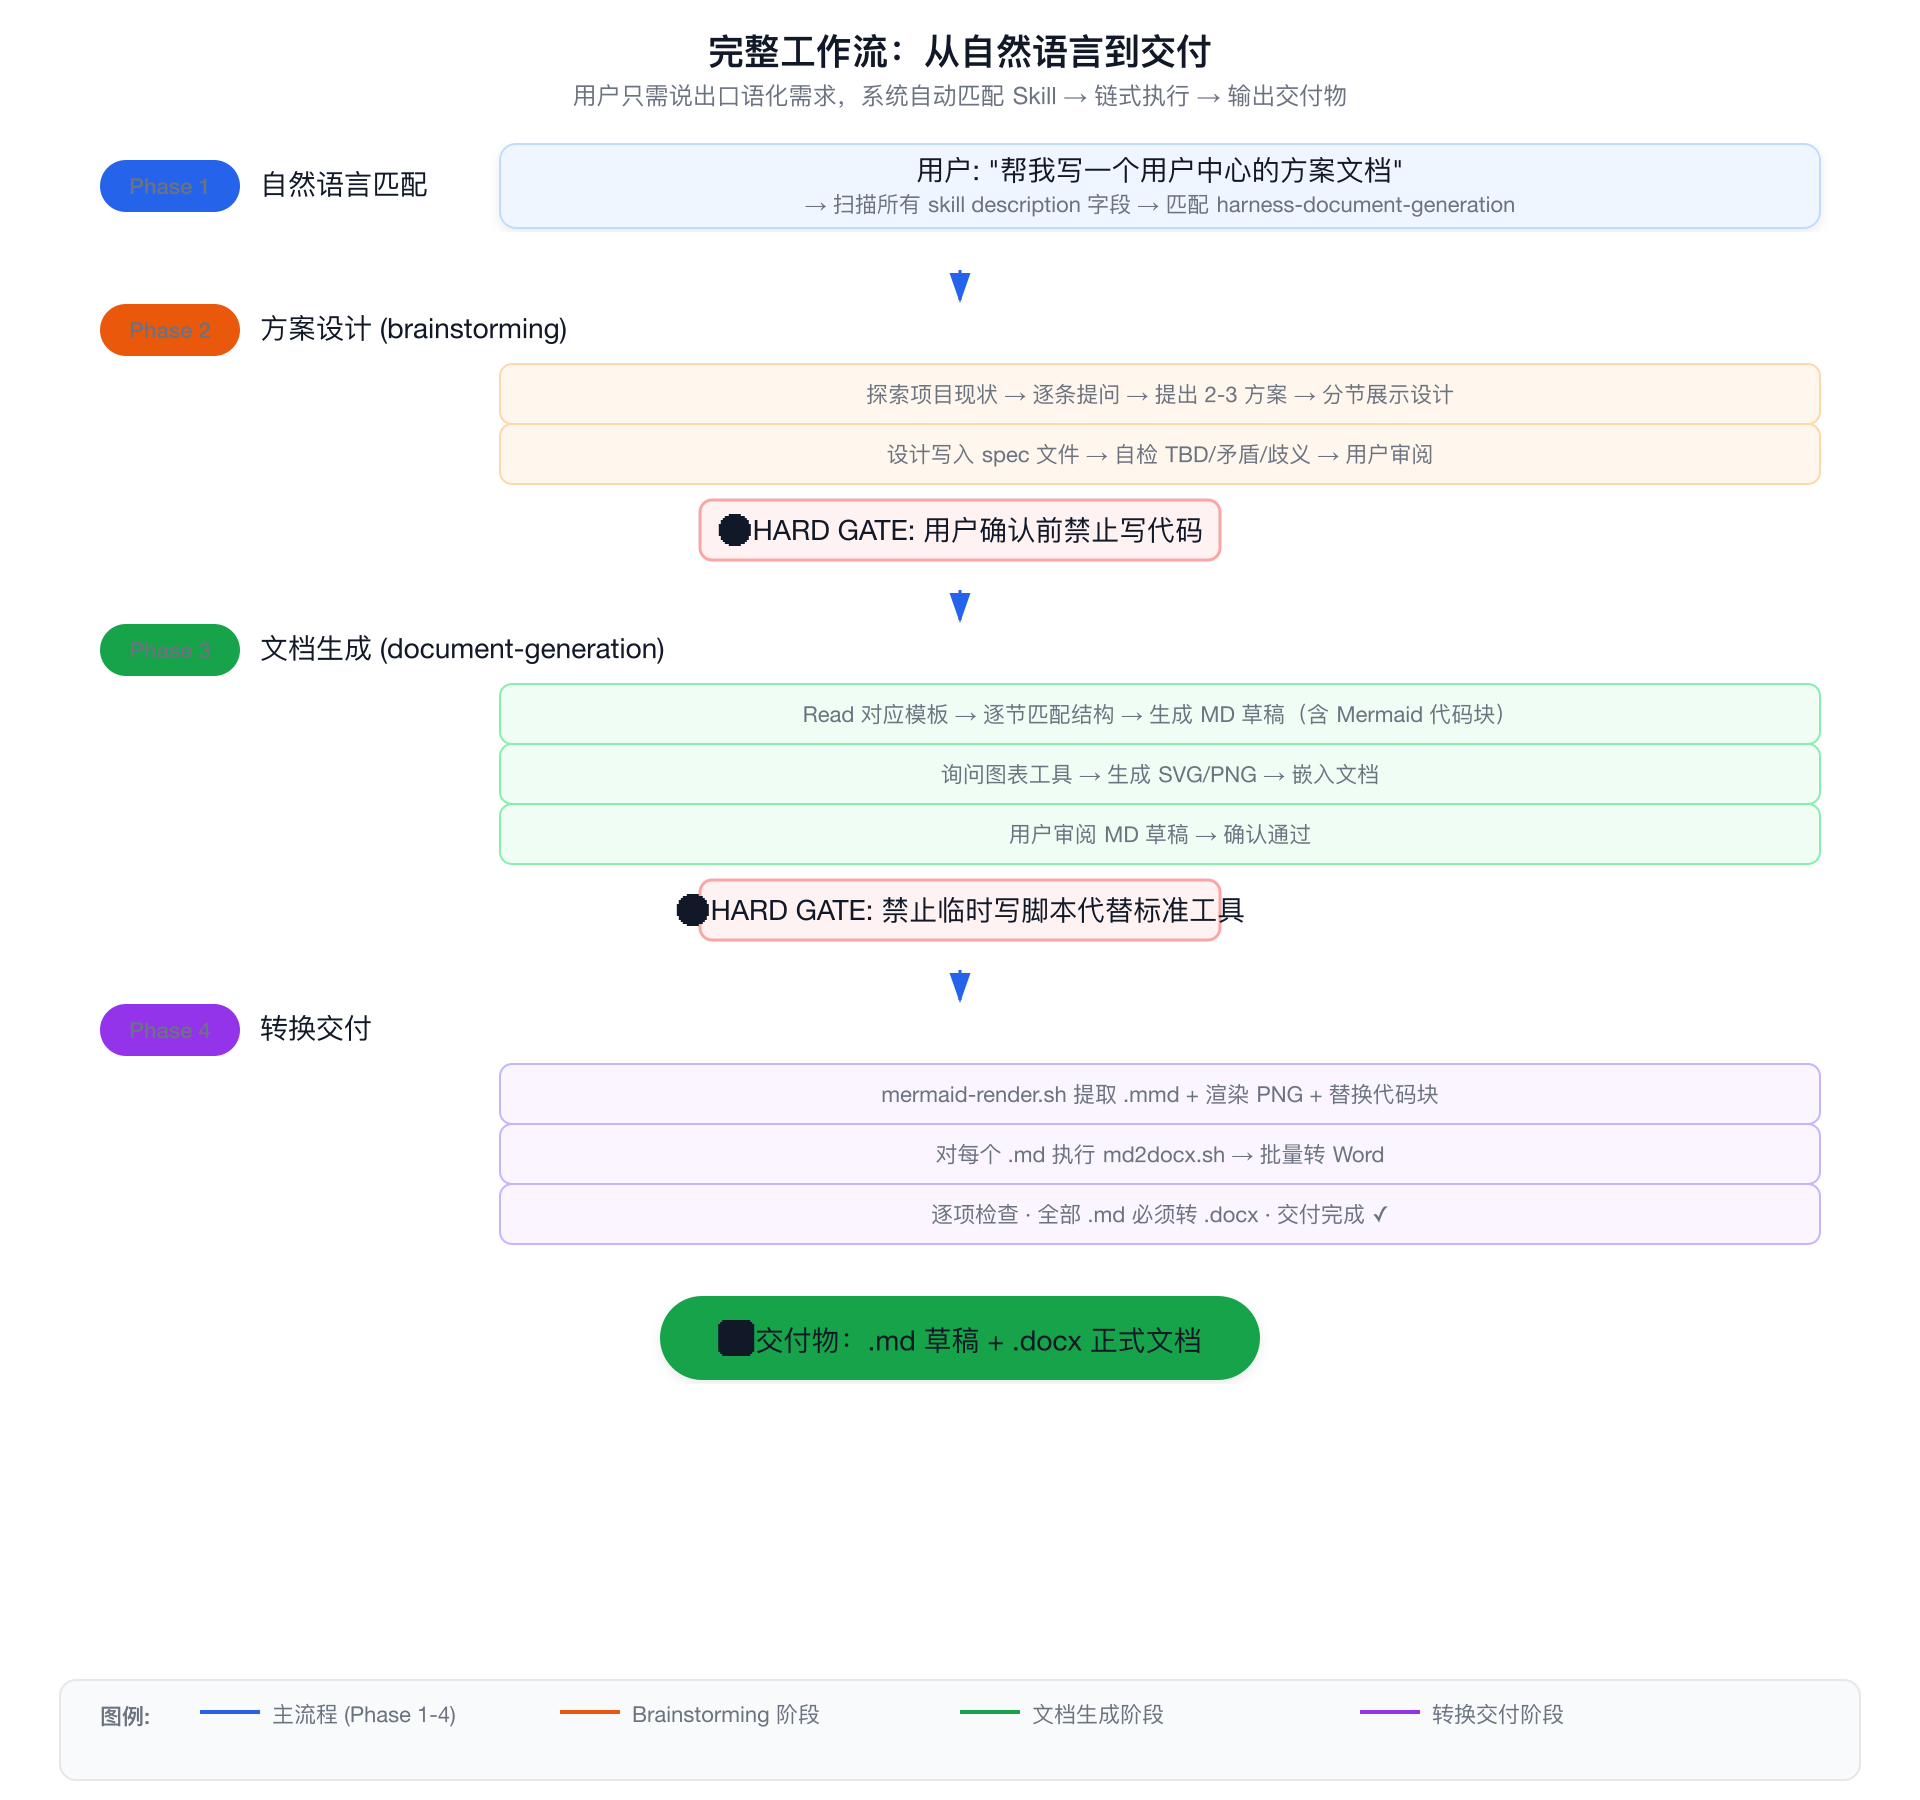 完整工作流：从自然语言到交付
用户只需说出口语化需求，系统自动匹配 Skill → 链式执行 → 输出交付物
Phase 1
自然语言匹配
用户: "帮我写一个用户中心的方案文档"
→ 扫描所有 skill description 字段 → 匹配 harness-document-generation
Phase 2
方案设计 (brainstorming)
探索项目现状 → 逐条提问 → 提出 2-3 方案 → 分节展示设计
设计写入 spec 文件 → 自检 TBD/矛盾/歧义 → 用户审阅
HARD GATE: 用户确认前禁止写代码
Phase 3
文档生成 (document-generation)
Read 对应模板 → 逐节匹配结构 → 生成 MD 草稿（含 Mermaid 代码块）
询问图表工具 → 生成 SVG/PNG → 嵌入文档
用户审阅 MD 草稿 → 确认通过
HARD GATE: 禁止临时写脚本代替标准工具
Phase 4
转换交付
mermaid-render.sh 提取 .mmd + 渲染 PNG + 替换代码块
对每个 .md 执行 md2docx.sh → 批量转 Word
逐项检查 · 全部 .md 必须转 .docx · 交付完成 ✓
交付物：.md 草稿 + .docx 正式文档
图例:
主流程 (Phase 1-4)
Brainstorming 阶段
文档生成阶段
转换交付阶段